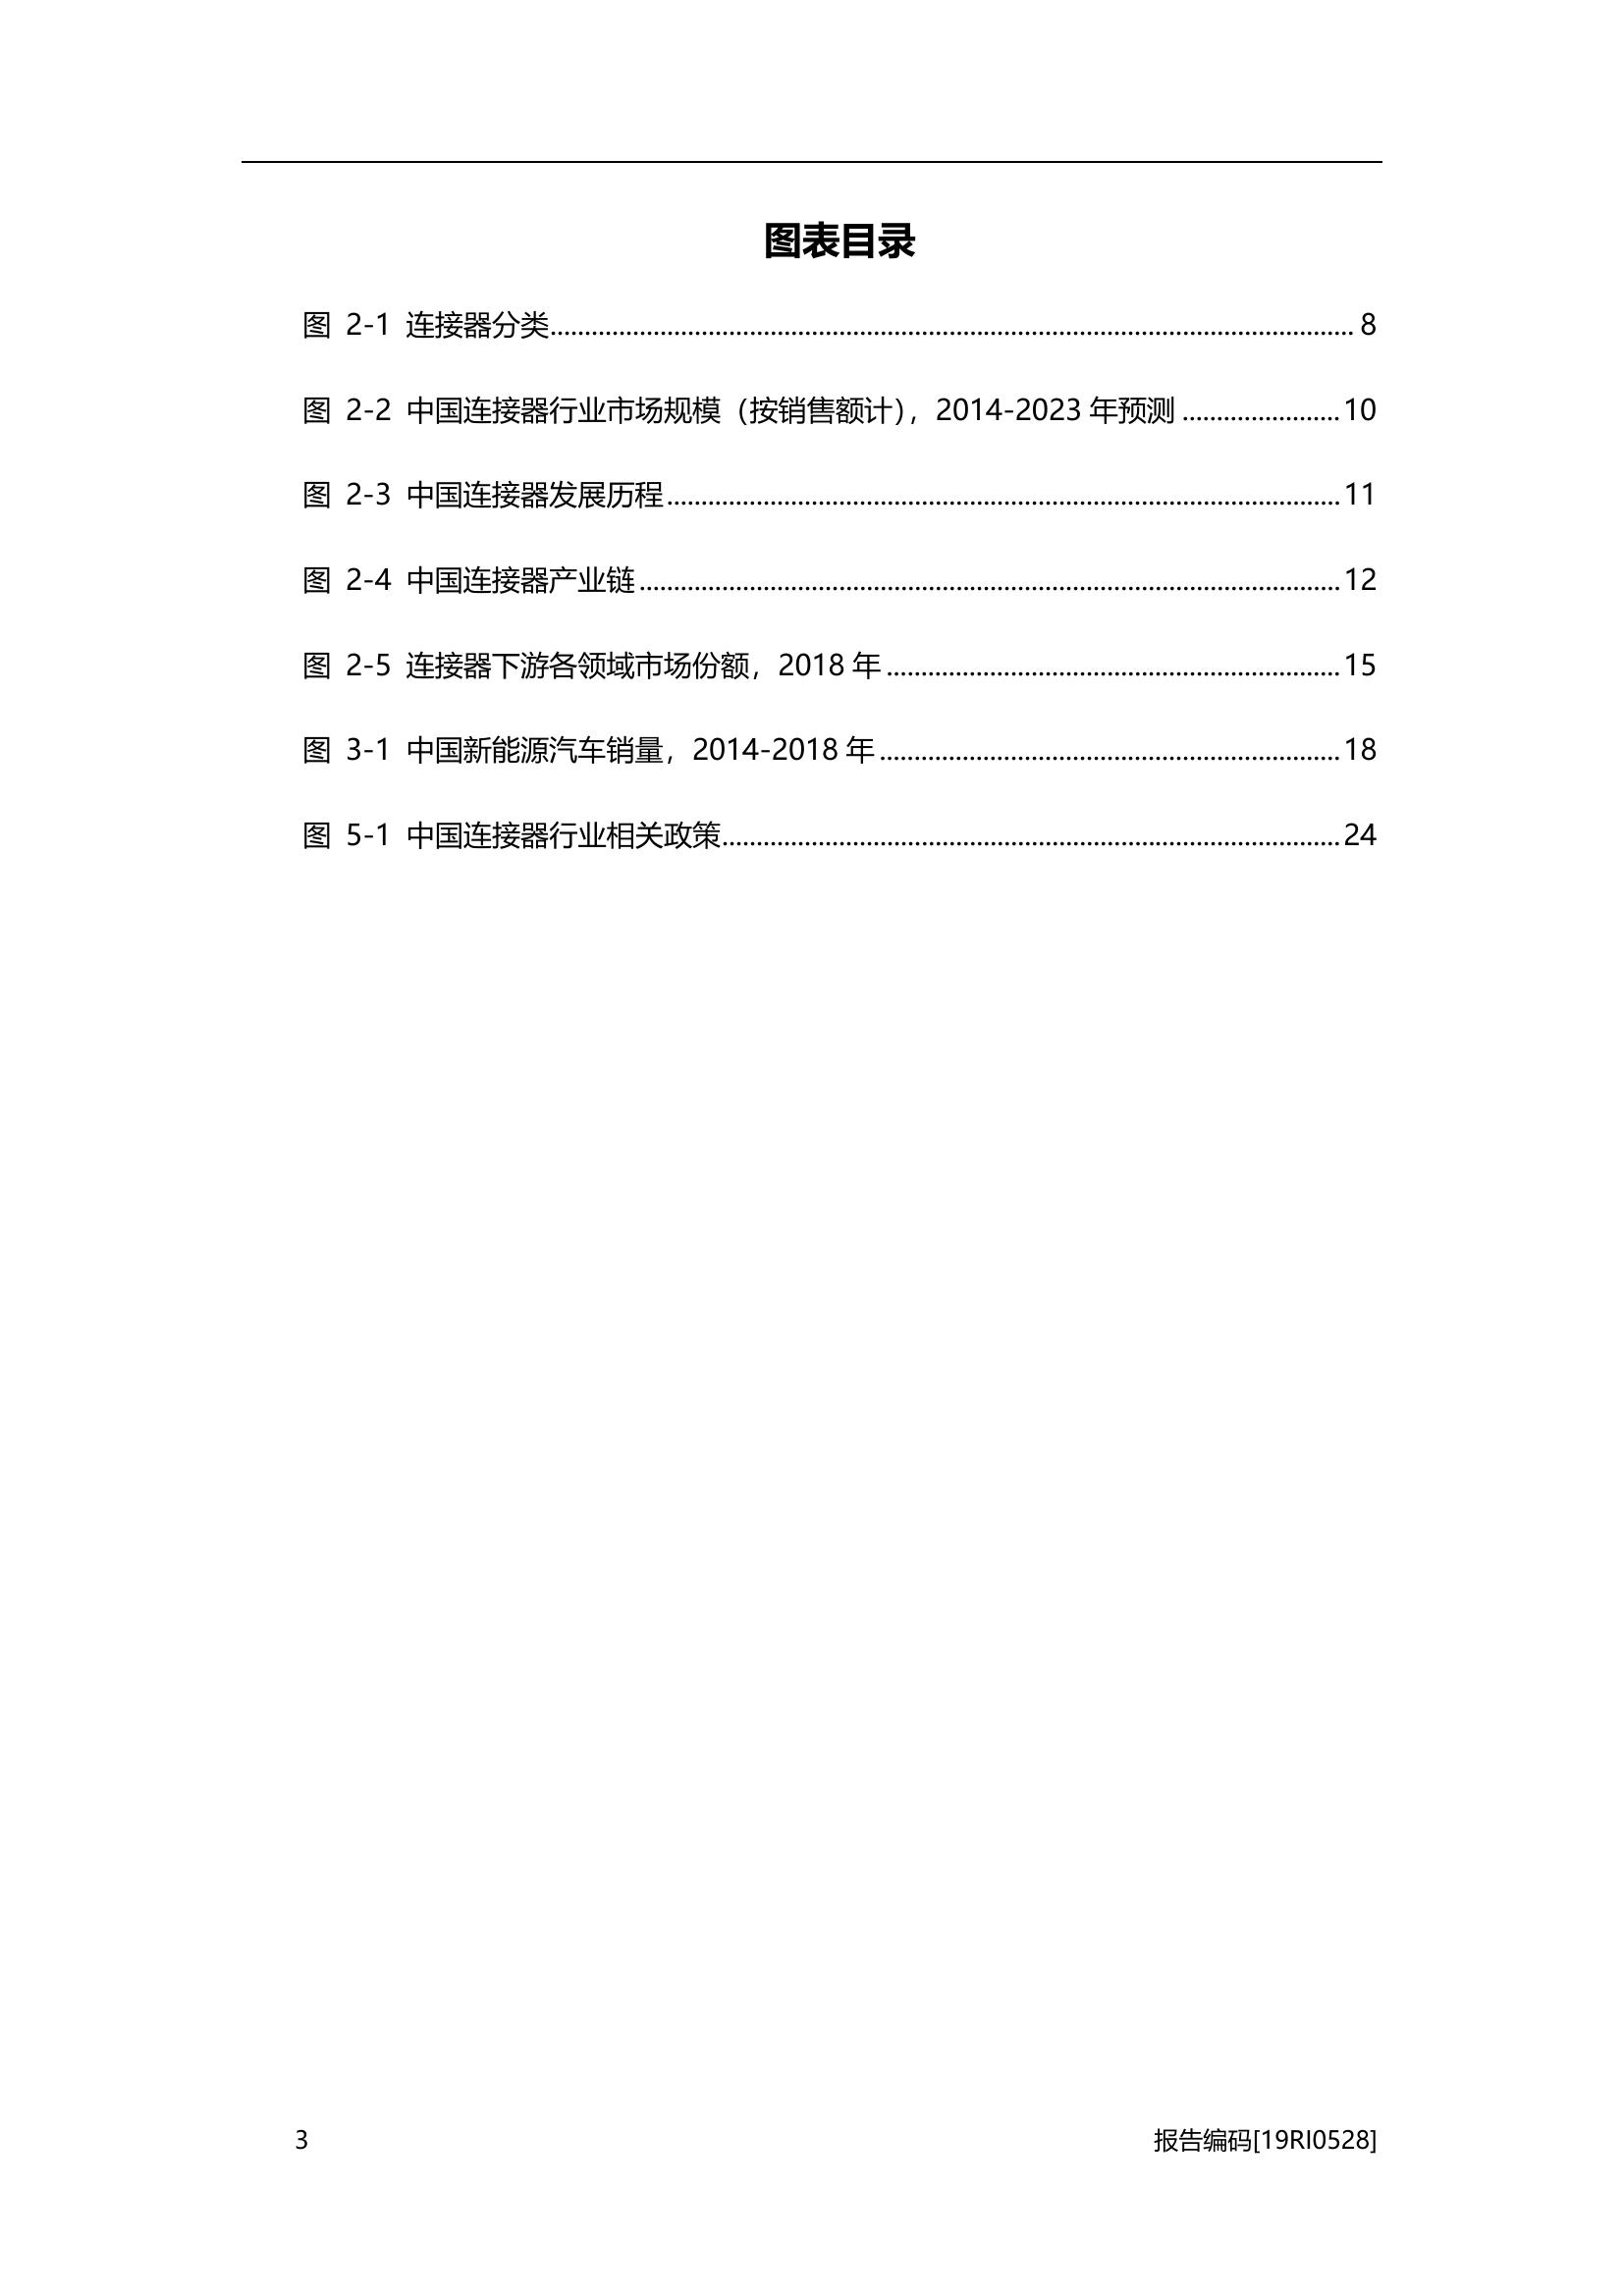 图表目录
图 2-1 连接器分类........................................................................................................................ 8
图 2-2 中国连接器行业市场规模（按销售额计），2014-2023 年预测 ....................... 10
图 2-3 中国连接器发展历程.................................................................................................... 11
图 2-4 中国连接器产业链........................................................................................................ 12
图 2-5 连接器下游各领域市场份额，2018 年.................................................................. 15
图 3-1 中国新能源汽车销量，2014-2018 年................................................................... 18
图 5-1 中国连接器行业相关政策........................................................................................... 24
3 报告编码[19RI0528]